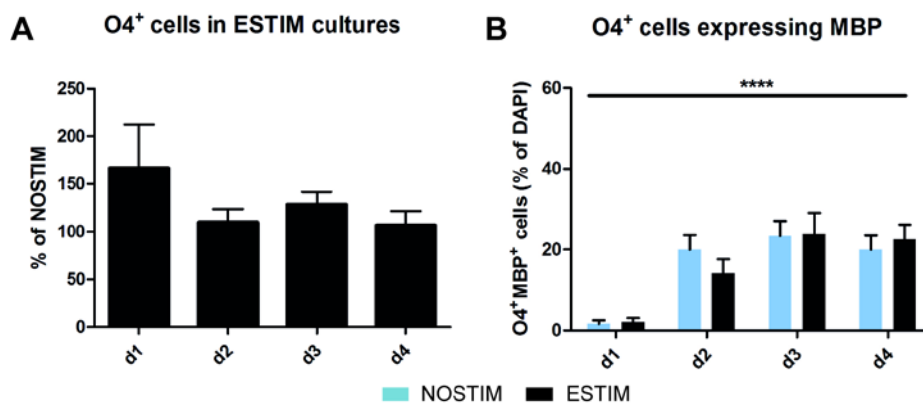 A
O4⁺ cells in ESTIM cultures
% of NOSTIM
250
200
150
100
50
0
d1
d2
d3
d4
B
O4⁺ cells expressing MBP
O4⁺MBP⁺ cells (% of DAPI)
****
60
40
20
0
d1
d2
d3
d4
NOSTIM
ESTIM